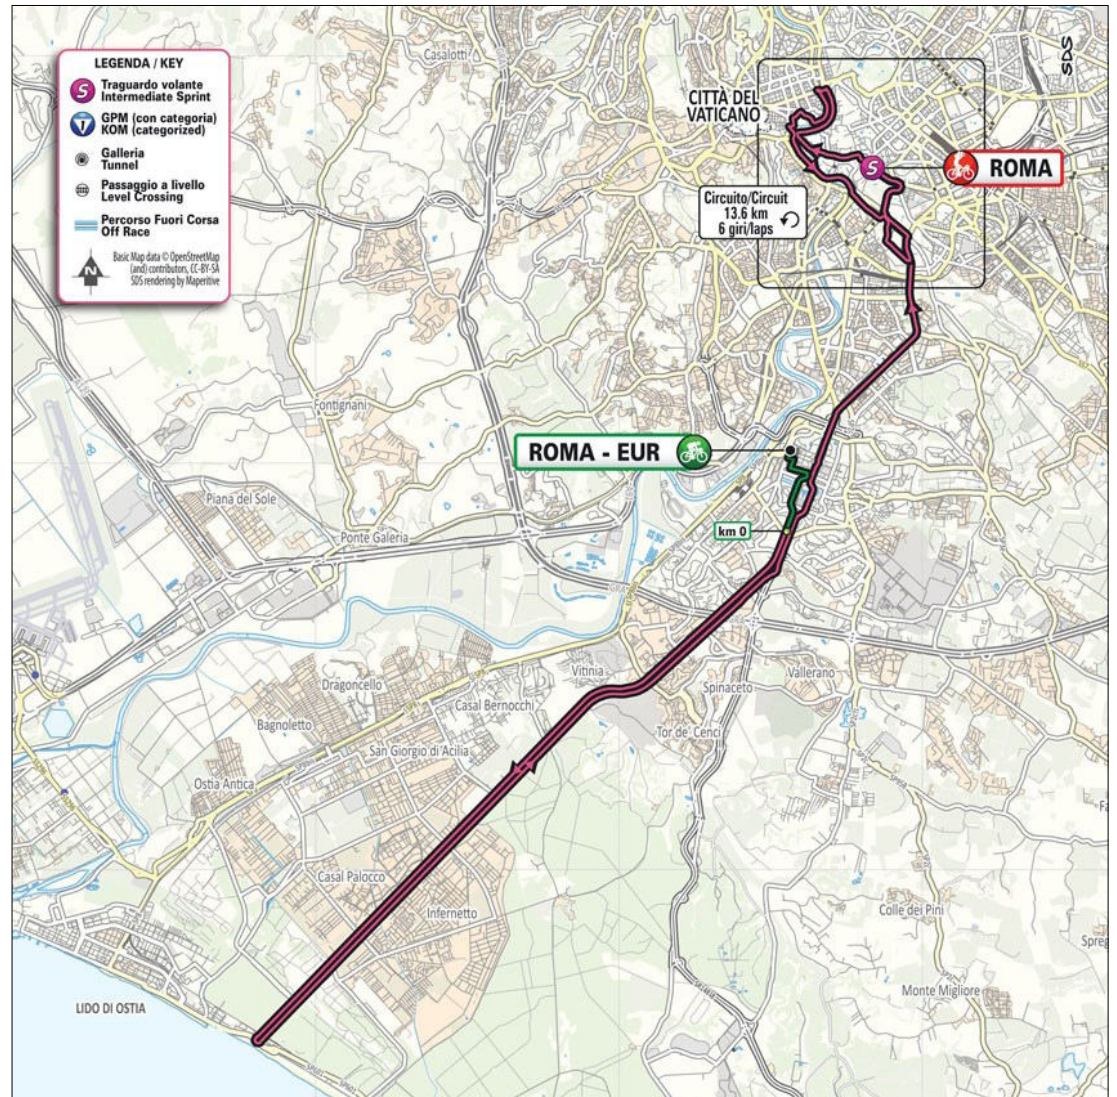 LEGENDA / KEY
S
Traguardo volante
Intermediate Sprint
GPM (con categoria)
KOM (categorized)
Galleria
Tunnel
Passaggio a livello
Level Crossing
Percorso Fuori Corsa
Off Race
N
Basic Map data © OpenStreetMap
(and) contributors, CC-BY-SA
SDS rendering by Maperitive
Casalotti
SDS
CITTÀ DEL
VATICANO
S
ROMA
Circuito/Circuit
13.6 km
6 giri/laps
Fontignani
ROMA - EUR
Piana del Sole
Ponte Galeria
km 0
Vitinia
Vallerano
Dragoncello
Spinaceto
Casal Bernocchi
Bagnoletto
Tor de' Cenci
San Giorgio di Acilia
Ostia Antica
Casal Palocco
Infernetto
Colle dei Pini
Monte Migliore
LIDO DI OSTIA